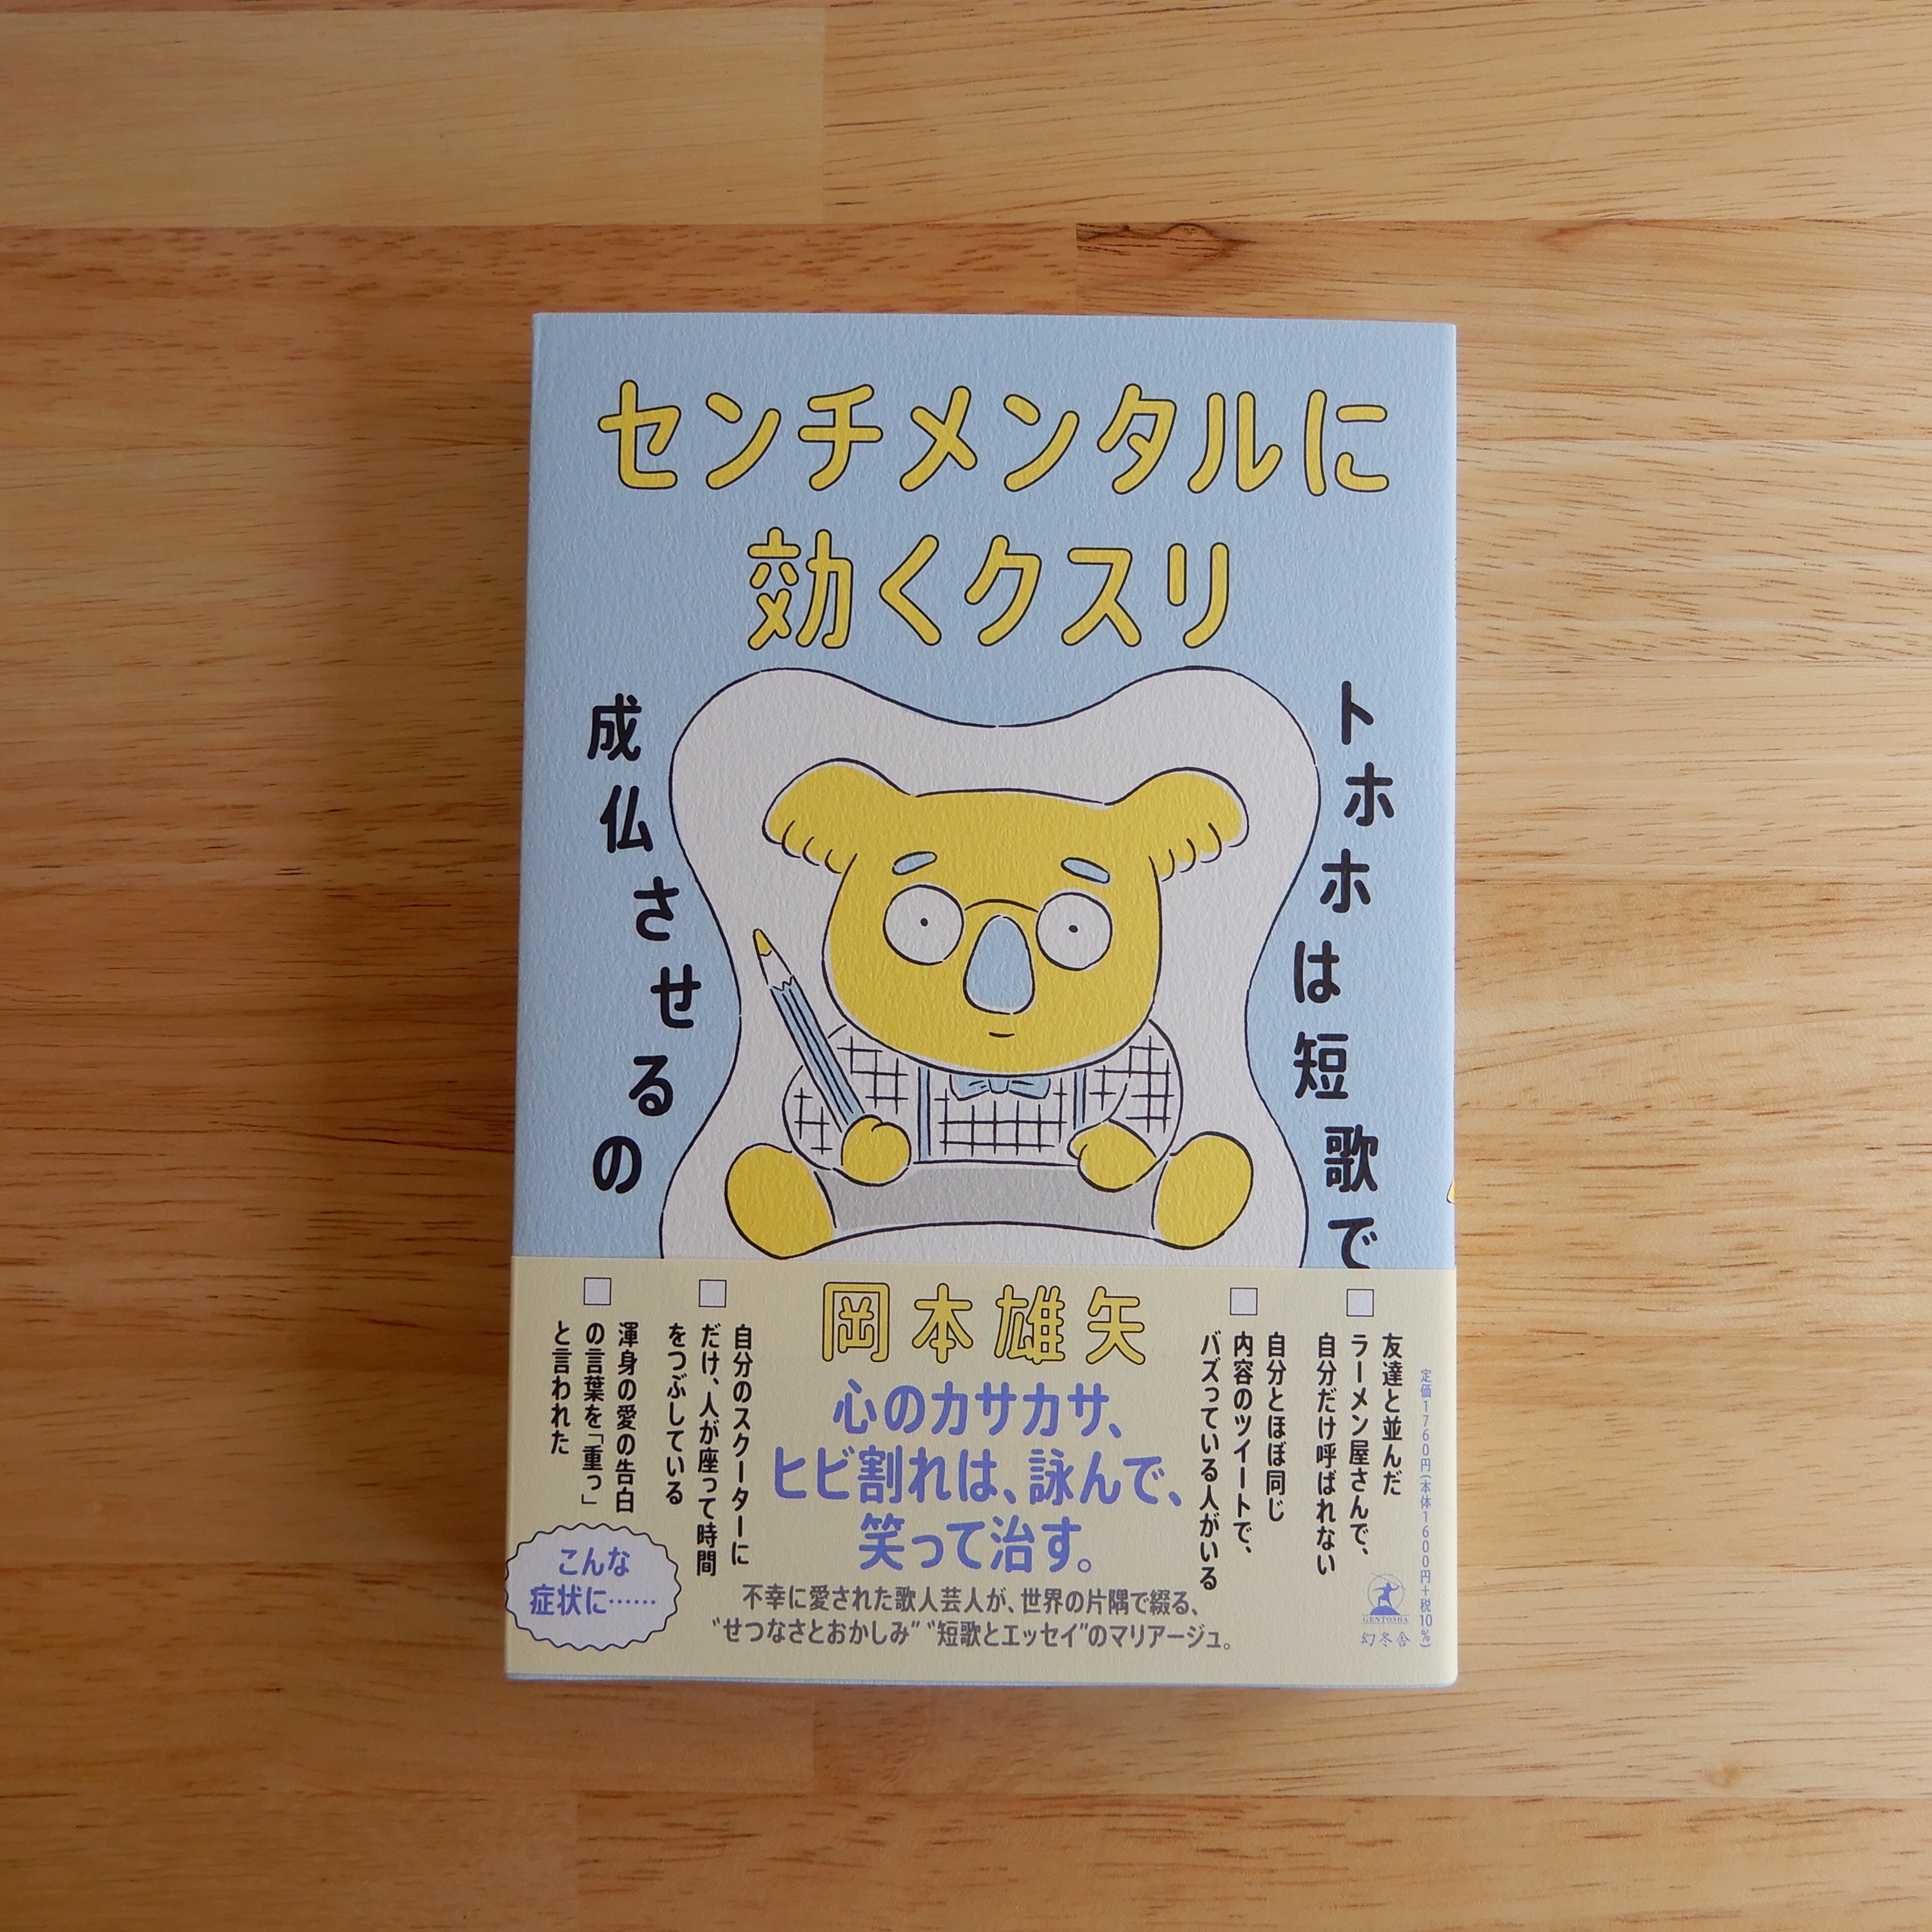 センチメンタルに
効くクスリ
トホホは短歌で
成仏させるの
岡本雄矢
心のカサカサ、
ヒビ割れは、詠んで、
笑って治す。
不幸に愛された歌人芸人が、世界の片隅で綴る、
“せつなさとおかしみ”“短歌とエッセイ”のマリアージュ。
定価1760円(本体1600円+税10%)
友達と並んだ
ラーメン屋さんで、
自分だけ呼ばれない
自分とほぼ同じ
内容のツイートで、
バズっている人がいる
自分のスクーターに
だけ、人が座って時間
をつぶしている
渾身の愛の告白
の言葉を「重っ」
と言われた
こんな
症状に……
GENTOSHA
幻冬舎